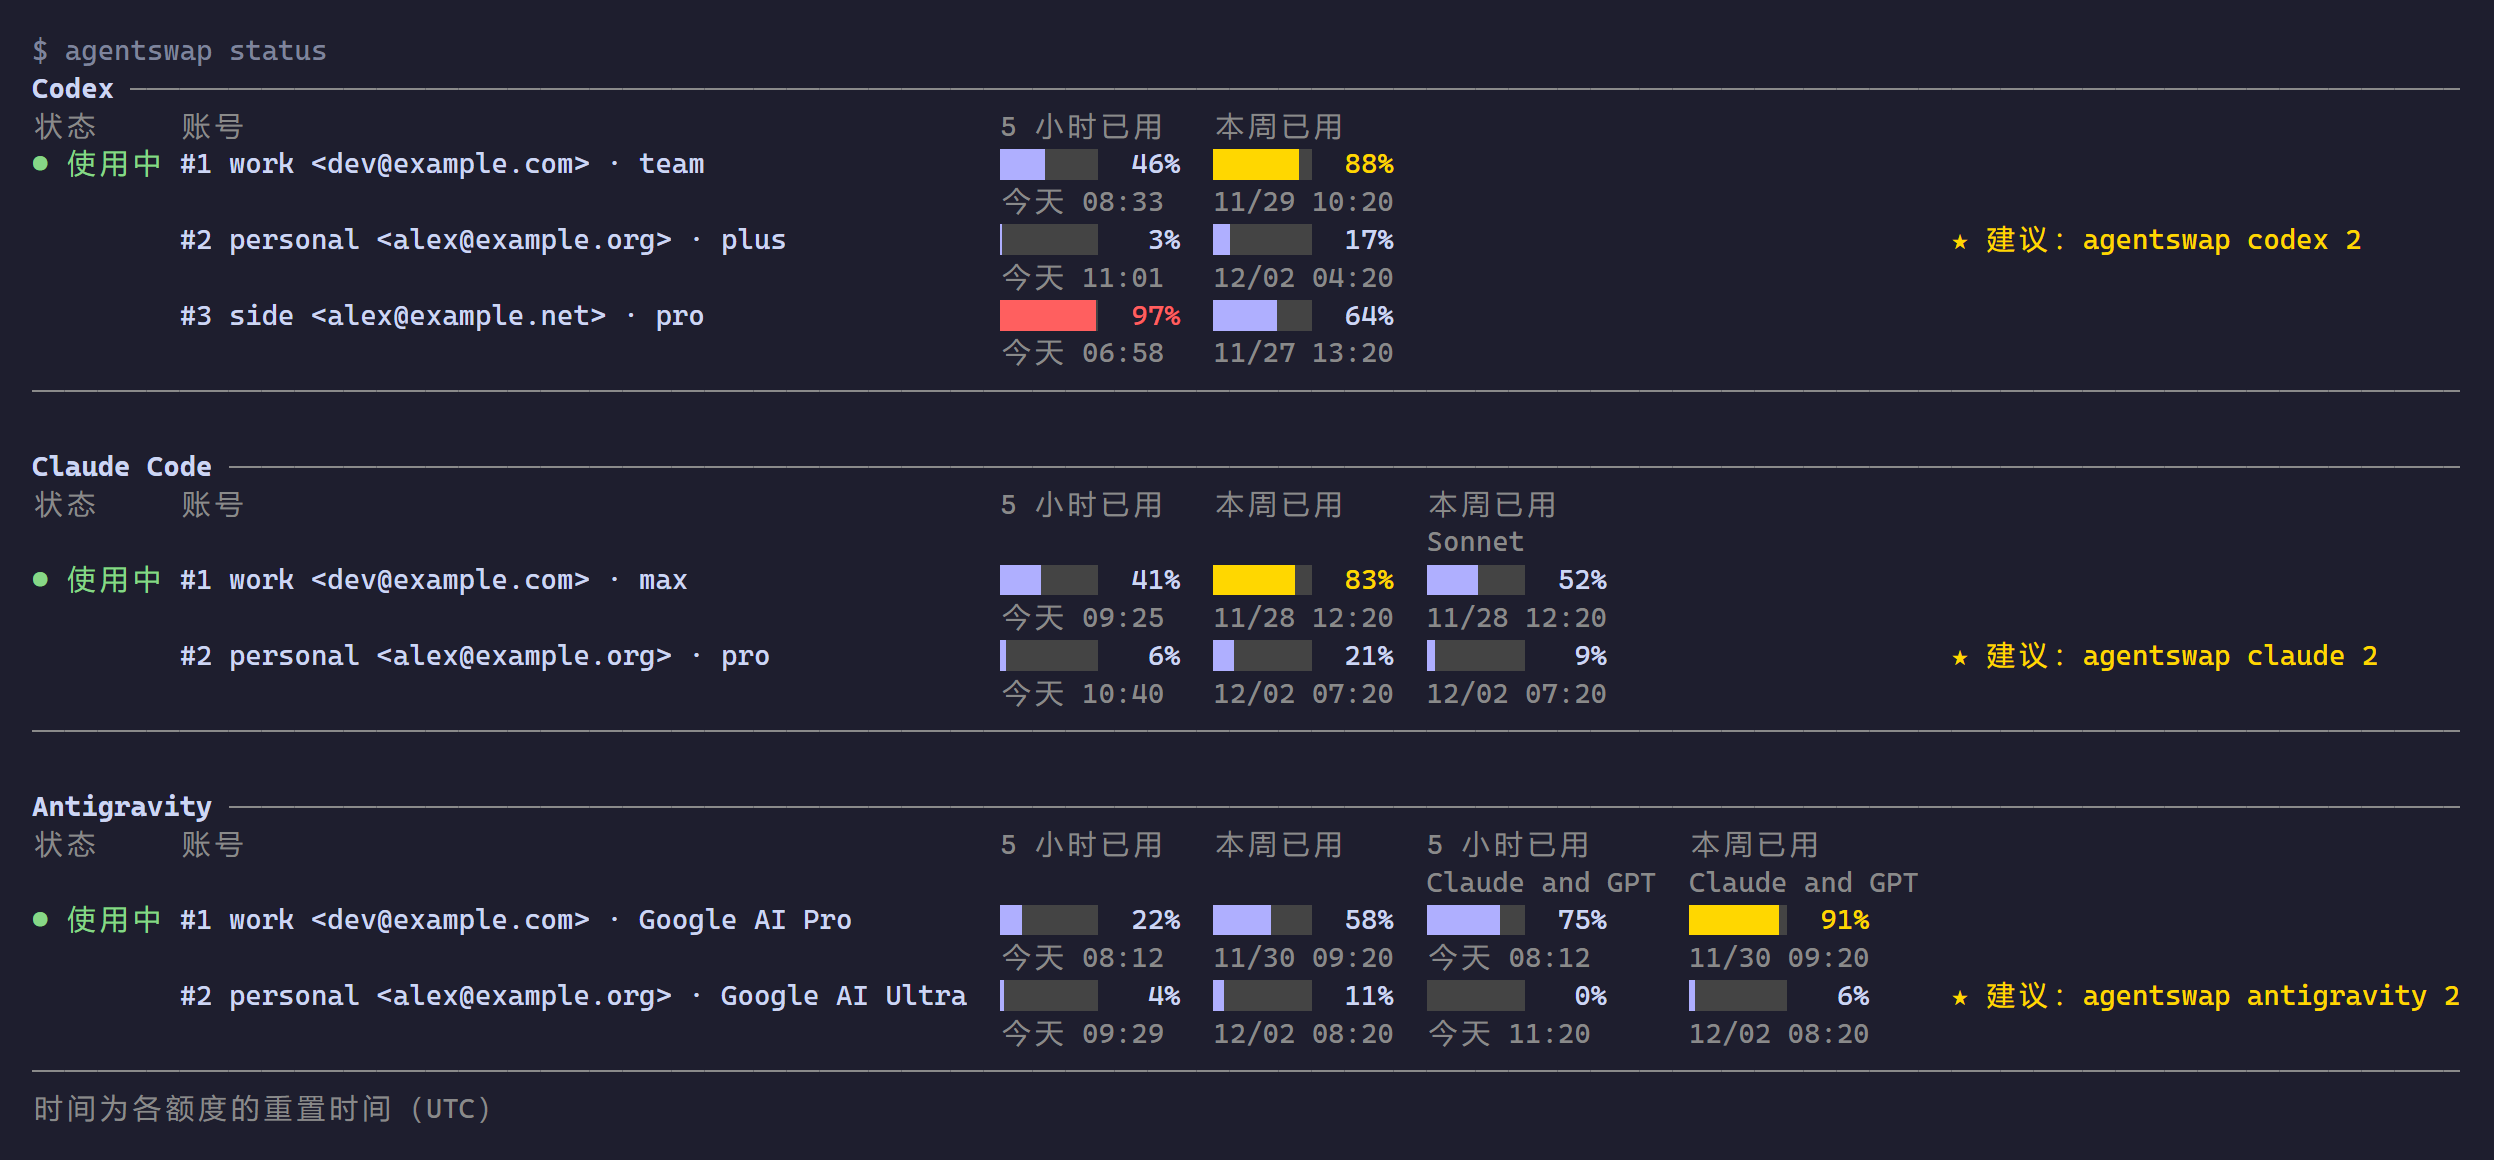 $ agentswap status
Codex
状态 账号 5 小时已用 本周已用
● 使用中 #1 work <dev@example.com> · team 46% 88%
今天 08:33 11/29 10:20
#2 personal <alex@example.org> · plus 3% 17% ★ 建议: agentswap codex 2
今天 11:01 12/02 04:20
#3 side <alex@example.net> · pro 97% 64%
今天 06:58 11/27 13:20
Claude Code
状态 账号 5 小时已用 本周已用 本周已用
Sonnet
● 使用中 #1 work <dev@example.com> · max 41% 83% 52%
今天 09:25 11/28 12:20 11/28 12:20
#2 personal <alex@example.org> · pro 6% 21% 9% ★ 建议: agentswap claude 2
今天 10:40 12/02 07:20 12/02 07:20
Antigravity
状态 账号 5 小时已用 本周已用 5 小时已用 本周已用
Claude and GPT Claude and GPT
● 使用中 #1 work <dev@example.com> · Google AI Pro 22% 58% 75% 91%
今天 08:12 11/30 09:20 今天 08:12 11/30 09:20
#2 personal <alex@example.org> · Google AI Ultra 4% 11% 0% 6% ★ 建议: agentswap antigravity 2
今天 09:29 12/02 08:20 今天 11:20 12/02 08:20
时间为各额度的重置时间（UTC）